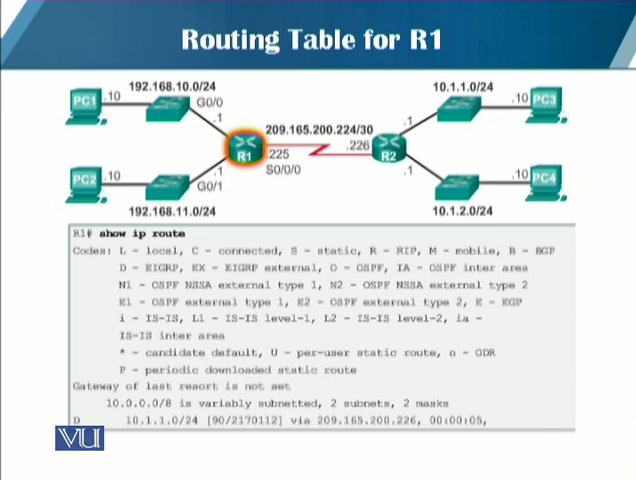 Routing Table for R1
192.168.10.0/24
10.1.1.0/24
PC1
.10
G0/0
.1
209.165.200.224/30
.1
.10
PC3
R1
.225
.226
R2
S0/0/0
PC2
.10
.1
G0/1
.1
.10
PC4
192.168.11.0/24
10.1.2.0/24
R1# show ip route
Codes: L - local, C - connected, S - static, R - RIP, M - mobile, B - BGP
D - EIGRP, EX - EIGRP external, O - OSPF, IA - OSPF inter area
N1 - OSPF NSSA external type 1, N2 - OSPF NSSA external type 2
E1 - OSPF external type 1, E2 - OSPF external type 2, E - EGP
i - IS-IS, L1 - IS-IS level-1, L2 - IS-IS level-2, ia -
IS-IS inter area
* - candidate default, U - per-user static route, o - ODR
P - periodic downloaded static route
Gateway of last resort is not set
10.0.0.0/8 is variably subnetted, 2 subnets, 2 masks
D 10.1.1.0/24 [90/2170112] via 209.165.200.226, 00:00:05,
VU